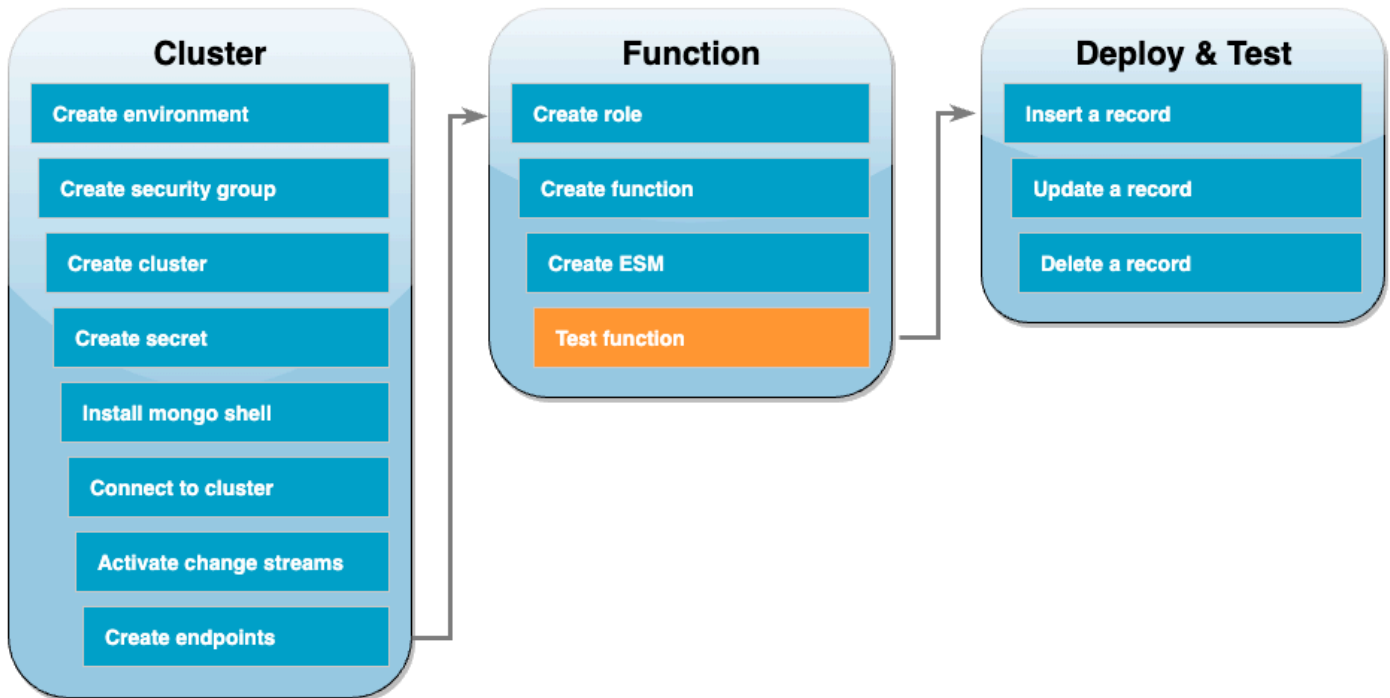 Cluster
Create environment
Create security group
Create cluster
Create secret
Install mongo shell
Connect to cluster
Activate change streams
Create endpoints
Function
Create role
Create function
Create ESM
Test function
Deploy & Test
Insert a record
Update a record
Delete a record